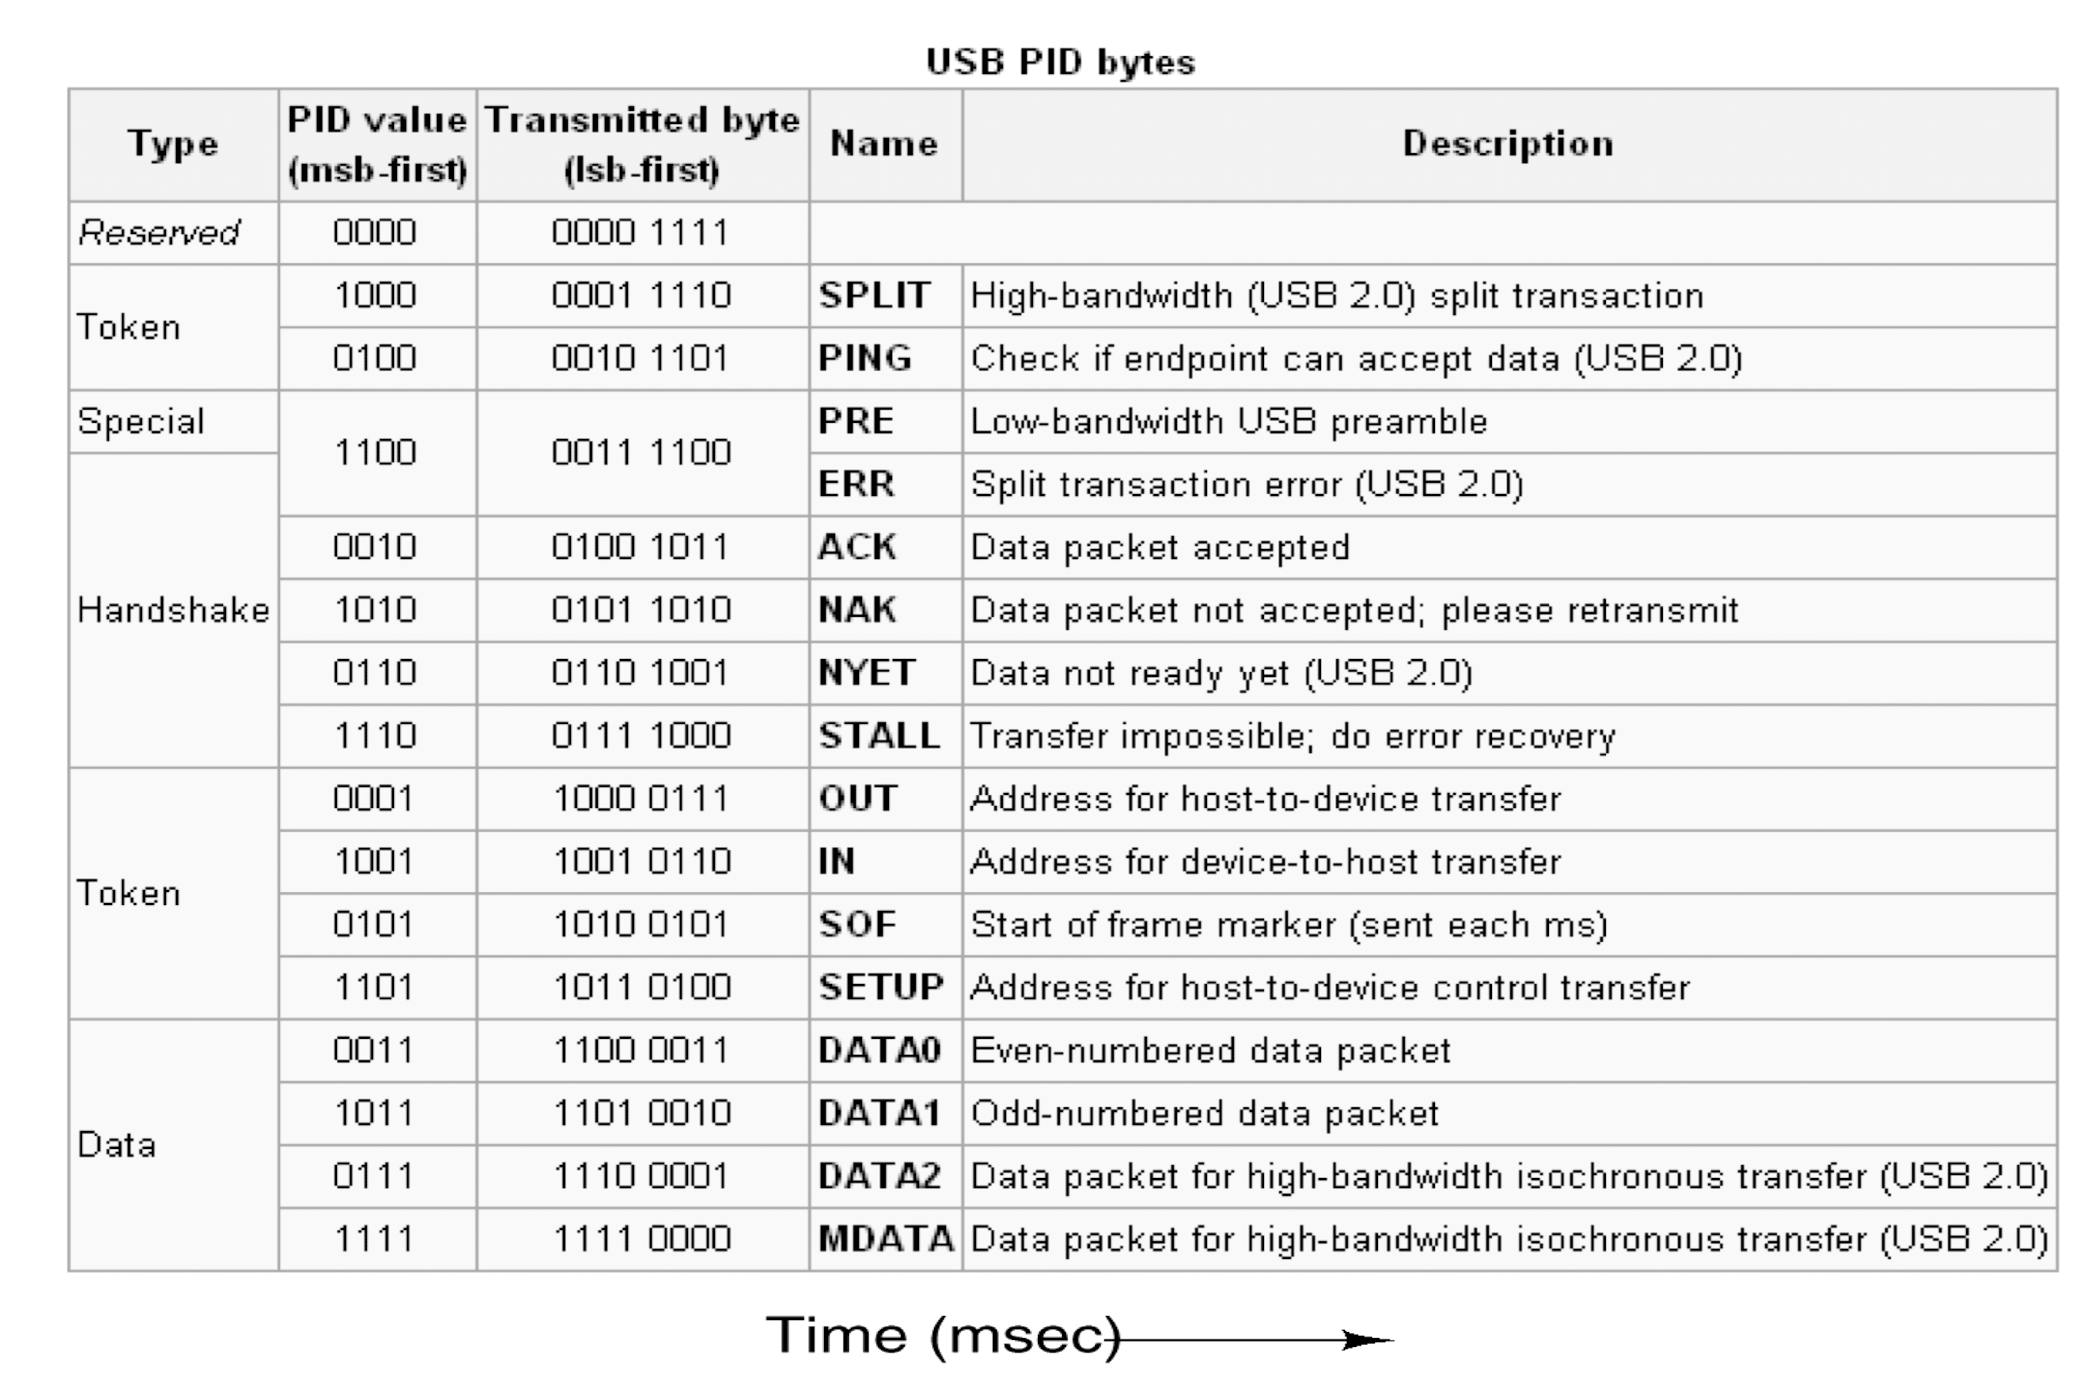 USB PID bytes
Type PID value (msb-first) Transmitted byte (lsb-first) Name Description
Reserved 0000 0000 1111
Token 1000 0001 1110 SPLIT High-bandwidth (USB 2.0) split transaction
0100 0010 1101 PING Check if endpoint can accept data (USB 2.0)
Special 1100 0011 1100 PRE Low-bandwidth USB preamble
Handshake ERR Split transaction error (USB 2.0)
0010 0100 1011 ACK Data packet accepted
1010 0101 1010 NAK Data packet not accepted; please retransmit
0110 0110 1001 NYET Data not ready yet (USB 2.0)
1110 0111 1000 STALL Transfer impossible; do error recovery
Token 0001 1000 0111 OUT Address for host-to-device transfer
1001 1001 0110 IN Address for device-to-host transfer
0101 1010 0101 SOF Start of frame marker (sent each ms)
1101 1011 0100 SETUP Address for host-to-device control transfer
Data 0011 1100 0011 DATA0 Even-numbered data packet
1011 1101 0010 DATA1 Odd-numbered data packet
0111 1110 0001 DATA2 Data packet for high-bandwidth isochronous transfer (USB 2.0)
1111 1111 0000 MDATA Data packet for high-bandwidth isochronous transfer (USB 2.0)
Time (msec)